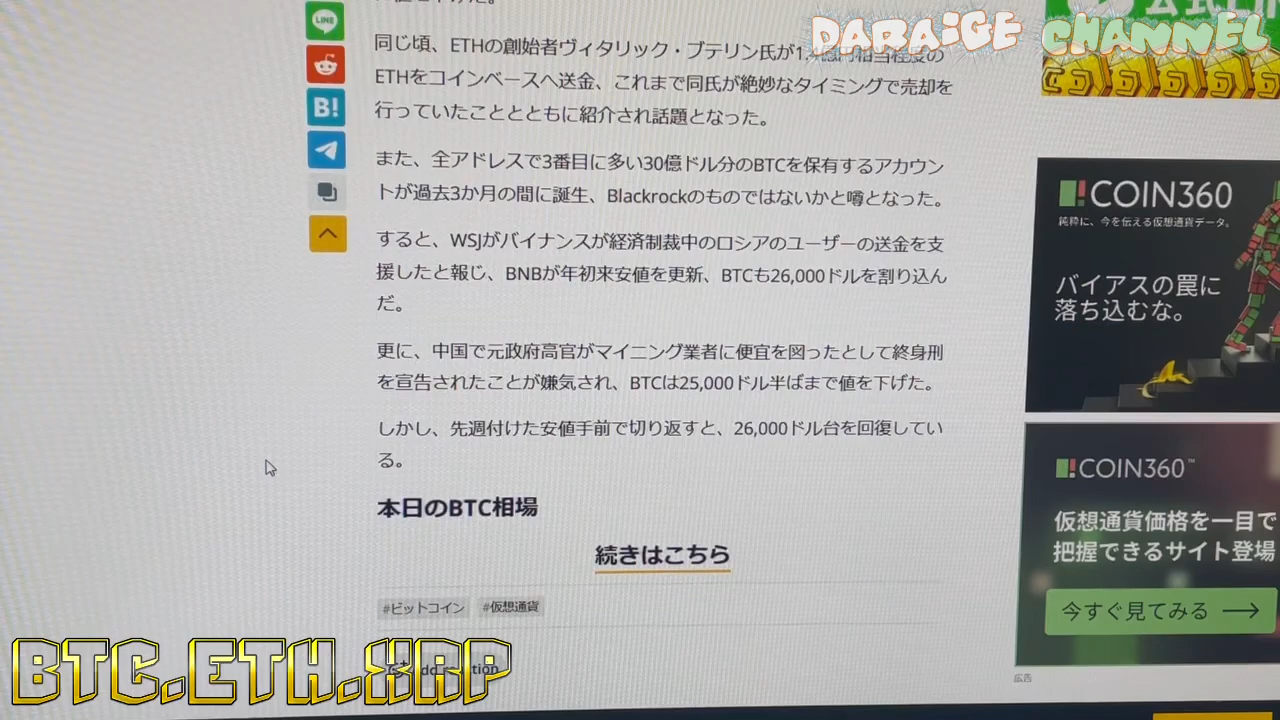 DARAiGE CHANNEL
LINE
同じ頃、ETHの創始者ヴィタリック・ブテリン氏が1.4億円相当程度の
ETHをコインベースへ送金、これまで同氏が絶妙なタイミングで売却を
行っていたことともに紹介され話題となった。
また、全アドレスで3番目に多い30億ドル分のBTCを保有するアカウン
トが過去3か月の間に誕生、Blackrockのものではないかと噂となった。
すると、WSJがバイナンスが経済制裁中のロシアのユーザーの送金を支
援したと報じ、BNBが年初来安値を更新、BTCも26,000ドルを割り込ん
だ。
更に、中国で元政府高官がマイニング業者に便宜を図ったとして終身刑
を宣告されたことが嫌気され、BTCは25,000ドル半ばまで値を下げた。
しかし、先週付けた安値手前で切り返すと、26,000ドル台を回復してい
る。
本日のBTC相場
続きはこちら
#ビットコイン #仮想通貨
B!
COIN360
純粋に、今を伝える仮想通貨データ。
バイアスの罠に
落ち込むな。
COIN360™
仮想通貨価格を一目で
把握できるサイト登場
今すぐ見てみる →
広告
BTC.ETH.XRP